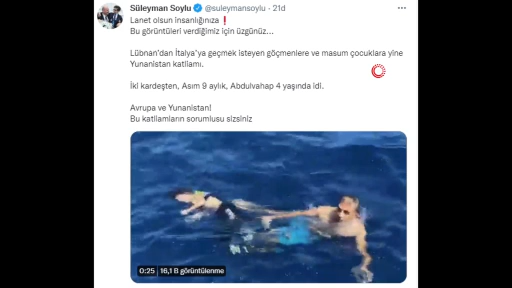 Süleyman Soylu @suleymansoylu · 21d
Lanet olsun insanlığınıza❗
Bu görüntüleri verdiğimiz için üzgünüz...
Lübnan'dan İtalya'ya geçmek isteyen göçmenlere ve masum çocuklara yine
Yunanistan katliamı.
İki kardeşten, Asım 9 aylık, Abdulvahap 4 yaşında idi.
Avrupa ve Yunanistan!
Bu katliamların sorumlusu sizsiniz
0:25 | 16,1 B görüntülenme